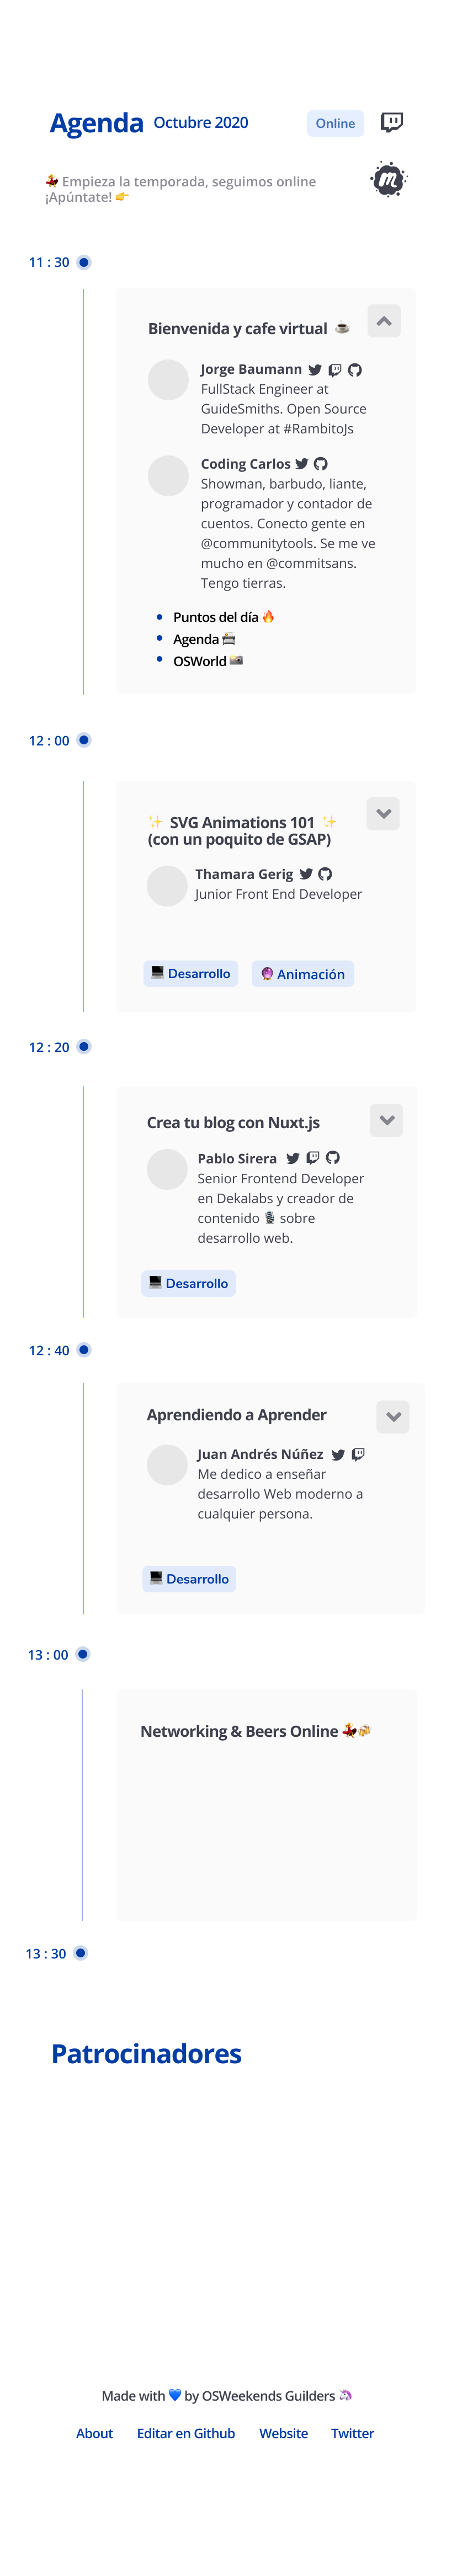 Agenda Octubre 2020 Online
💃 Empieza la temporada, seguimos online
¡Apúntate! 👉
11 : 30
Bienvenida y cafe virtual ☕
Jorge Baumann
FullStack Engineer at
GuideSmiths. Open Source
Developer at #RambitoJs
Coding Carlos
Showman, barbudo, liante,
programador y contador de
cuentos. Conecto gente en
@communitytools. Se me ve
mucho en @commitsans.
Tengo tierras.
• Puntos del día 🔥
• Agenda 📇
• OSWorld 📸
12 : 00
✨ SVG Animations 101 ✨
(con un poquito de GSAP)
Thamara Gerig
Junior Front End Developer
💻 Desarrollo 🔮 Animación
12 : 20
Crea tu blog con Nuxt.js
Pablo Sirera
Senior Frontend Developer
en Dekalabs y creador de
contenido 🎙 sobre
desarrollo web.
💻 Desarrollo
12 : 40
Aprendiendo a Aprender
Juan Andrés Núñez
Me dedico a enseñar
desarrollo Web moderno a
cualquier persona.
💻 Desarrollo
13 : 00
Networking & Beers Online 💃🍻
13 : 30
Patrocinadores
Made with 💙 by OSWeekends Guilders 🦄
About Editar en Github Website Twitter